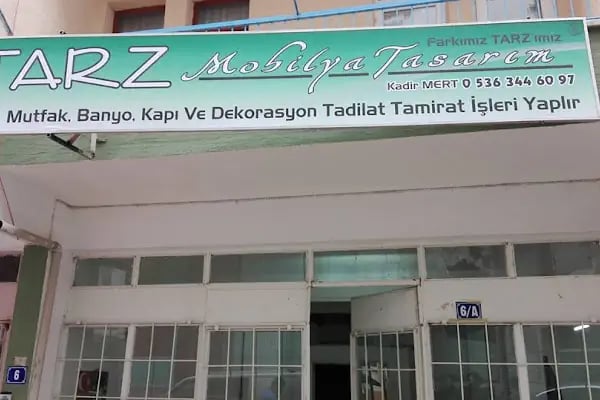 TARZ Mobilya Tasarım
Farkımız TARZ ımız
Kadir MERT 0 536 344 60 97
Mutfak, Banyo, Kapı Ve Dekorasyon Tadilat Tamirat İşleri Yapılır
6/A
6